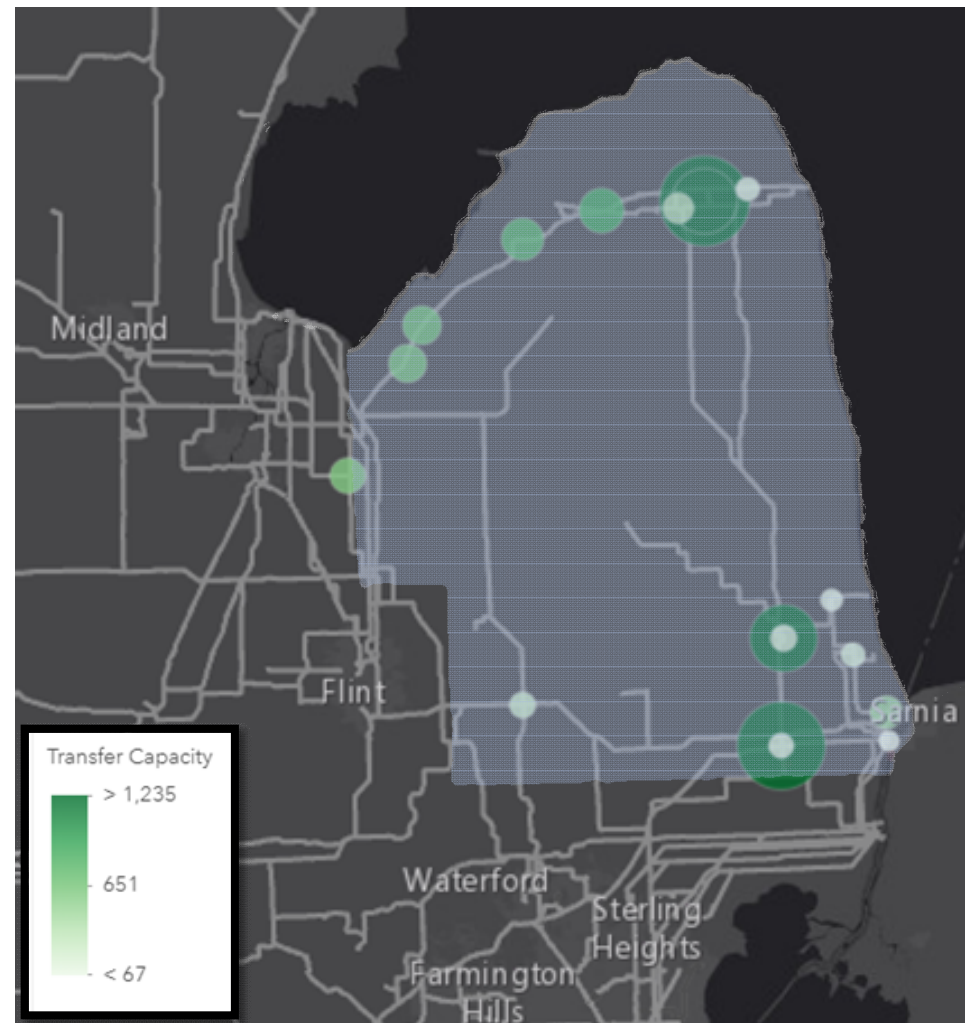 Midland
Flint
Sarnia
Transfer Capacity
> 1,235
651
< 67
Waterford
Sterling
Heights
Farmington
Hills